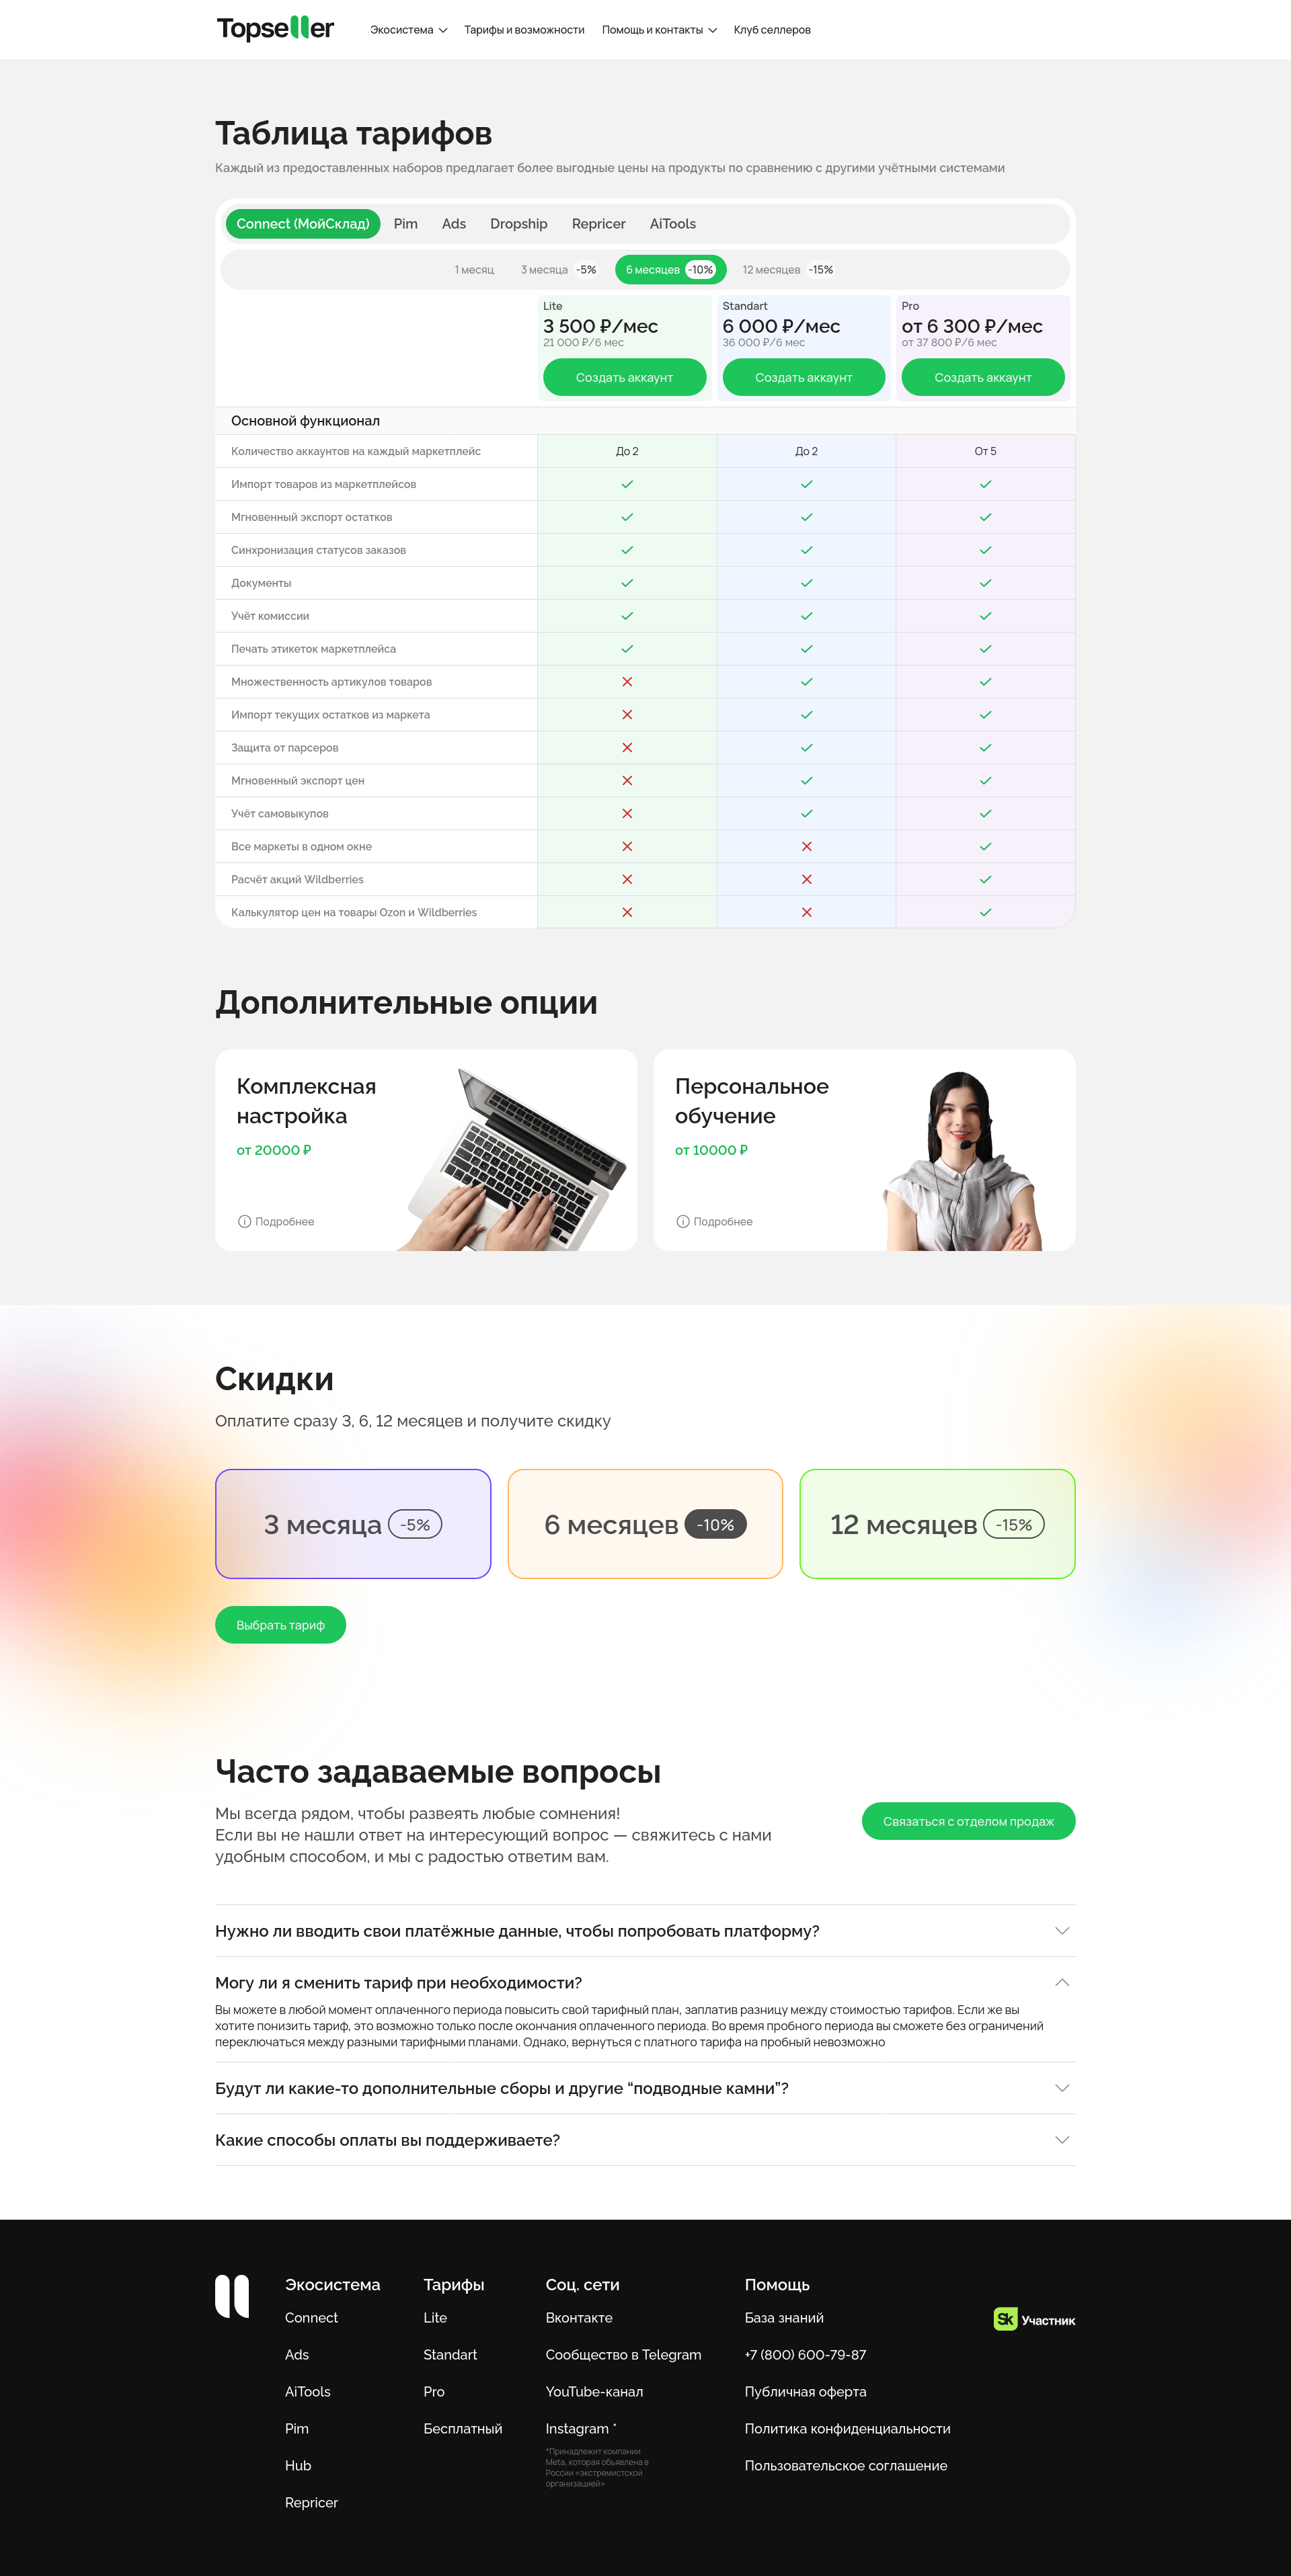 Topseller
Экосистема
Тарифы и возможности
Помощь и контакты
Клуб селлеров
Таблица тарифов
Каждый из предоставленных наборов предлагает более выгодные цены на продукты по сравнению с другими учётными системами
Connect (МойСклад)
Pim
Ads
Dropship
Repricer
AiTools
1 месяц
3 месяца -5%
6 месяцев -10%
12 месяцев -15%
Lite
3 500 ₽/мес
21 000 ₽/6 мес
Создать аккаунт
Standart
6 000 ₽/мес
36 000 ₽/6 мес
Создать аккаунт
Pro
от 6 300 ₽/мес
от 37 800 ₽/6 мес
Создать аккаунт
Основной функционал
Количество аккаунтов на каждый маркетплейс До 2 До 2 От 5
Импорт товаров из маркетплейсов
Мгновенный экспорт остатков
Синхронизация статусов заказов
Документы
Учёт комиссии
Печать этикеток маркетплейса
Множественность артикулов товаров
Импорт текущих остатков из маркета
Защита от парсеров
Мгновенный экспорт цен
Учёт самовыкупов
Все маркеты в одном окне
Расчёт акций Wildberries
Калькулятор цен на товары Ozon и Wildberries
Дополнительные опции
Комплексная
настройка
от 20000 ₽
Подробнее
Персональное
обучение
от 10000 ₽
Подробнее
Скидки
Оплатите сразу 3, 6, 12 месяцев и получите скидку
3 месяца -5%
6 месяцев -10%
12 месяцев -15%
Выбрать тариф
Часто задаваемые вопросы
Мы всегда рядом, чтобы развеять любые сомнения!
Если вы не нашли ответ на интересующий вопрос — свяжитесь с нами
удобным способом, и мы с радостью ответим вам.
Связаться с отделом продаж
Нужно ли вводить свои платёжные данные, чтобы попробовать платформу?
Могу ли я сменить тариф при необходимости?
Вы можете в любой момент оплаченного периода повысить свой тарифный план, заплатив разницу между стоимостью тарифов. Если же вы
хотите понизить тариф, это возможно только после окончания оплаченного периода. Во время пробного периода вы сможете без ограничений
переключаться между разными тарифными планами. Однако, вернуться с платного тарифа на пробный невозможно
Будут ли какие-то дополнительные сборы и другие “подводные камни”?
Какие способы оплаты вы поддерживаете?
Экосистема
Connect
Ads
AiTools
Pim
Hub
Repricer
Тарифы
Lite
Standart
Pro
Бесплатный
Соц. сети
Вконтакте
Сообщество в Telegram
YouTube-канал
Instagram *
*Принадлежит компании
Meta, которая объявлена в
России «экстремистской
организацией»
Помощь
База знаний
+7 (800) 600-79-87
Публичная оферта
Политика конфиденциальности
Пользовательское соглашение
Sk Участник